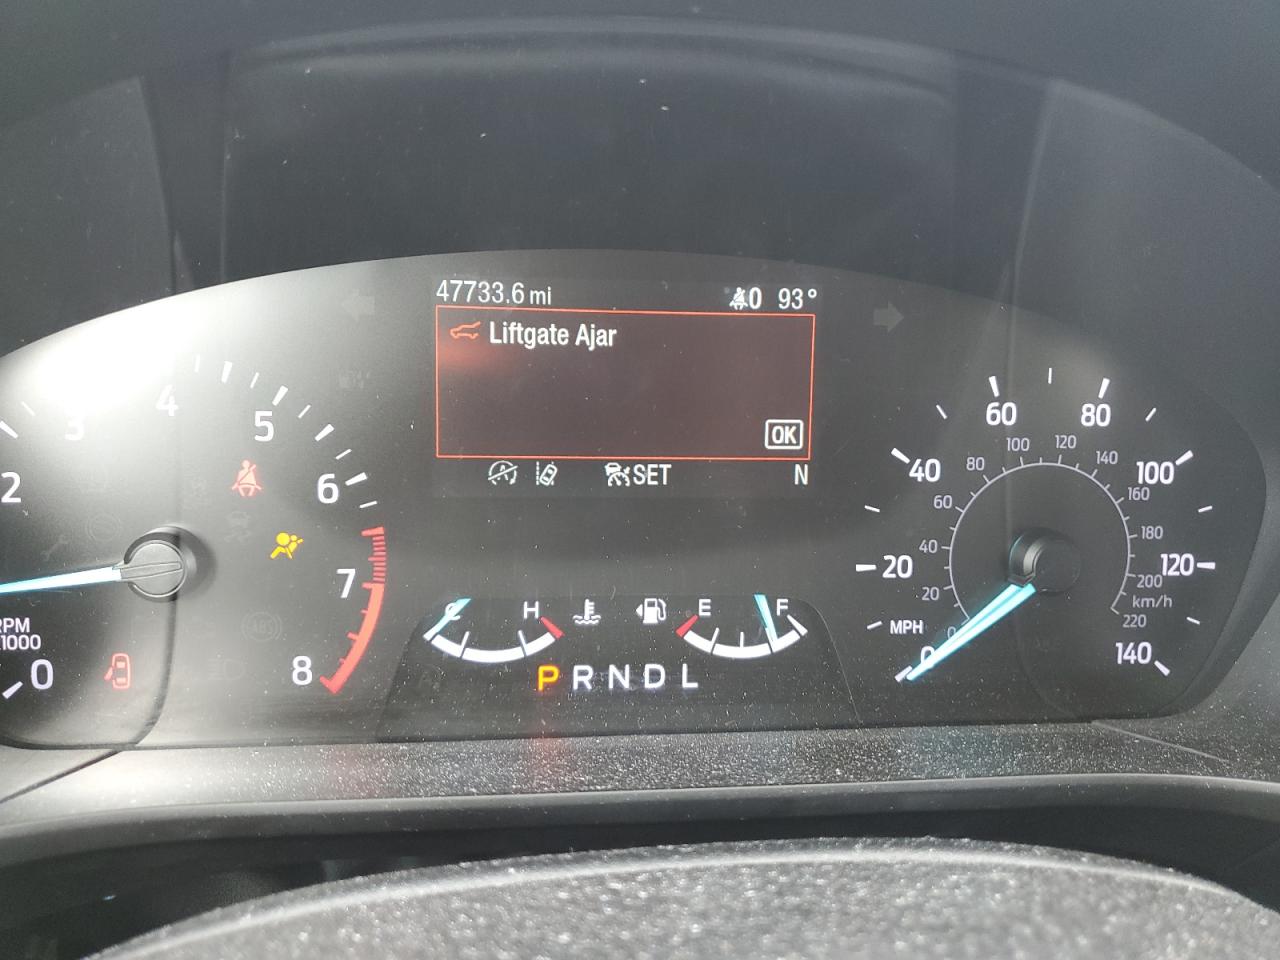 47733.6 mi
0 93°
Liftgate Ajar
OK
SET
N
2 3 4 5 6 7 8
RPM
1000
0
C H
E F
P R N D L
0 20 40 60 80 100 120 140
MPH
0 20 40 60 80 100 120 140 160 180 200 220
km/h